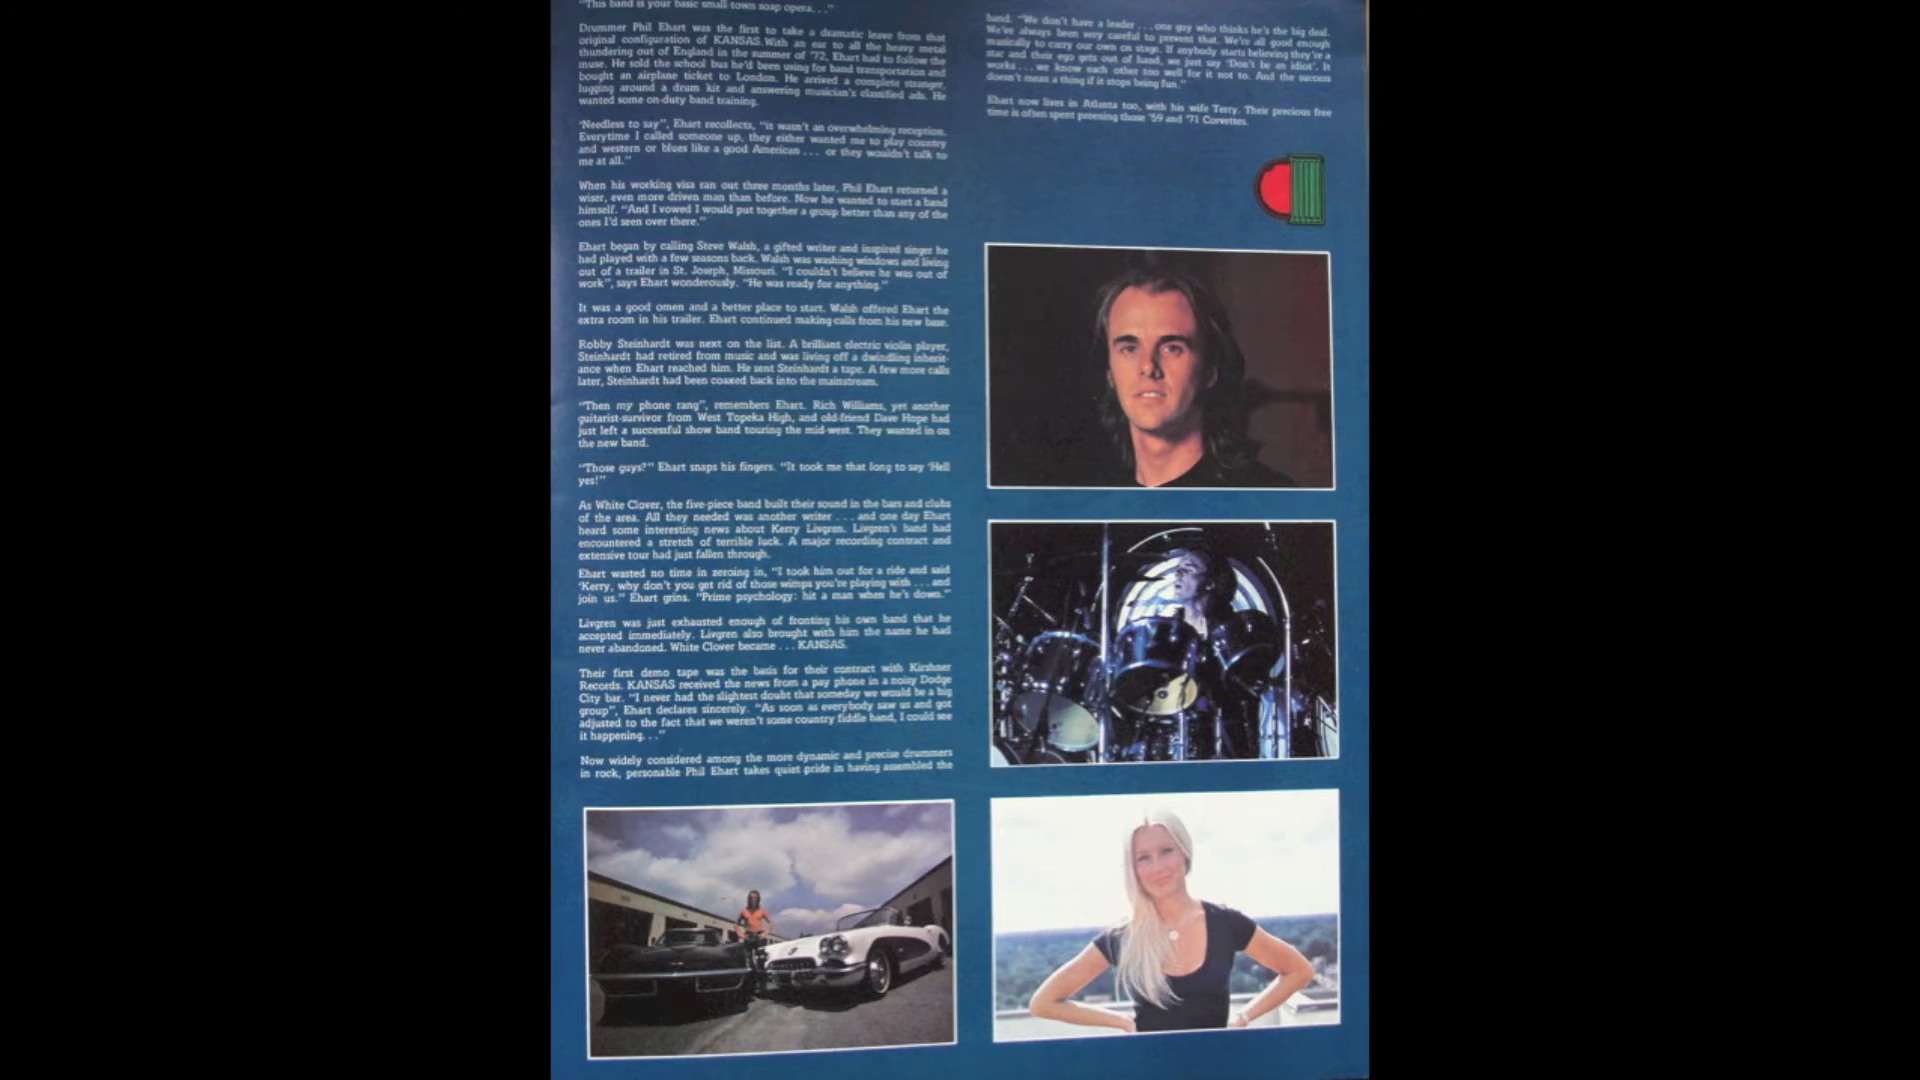 "This band is your basic small-town soap opera..."
Drummer Phil Ehart was the first to take a dramatic leave from that
original configuration of KANSAS. With an ear to all the heavy metal
thundering out of England in the summer of '72, Ehart had to follow the
muse. He sold the school bus he'd been using for band transportation and
bought an airplane ticket to London. He arrived a complete stranger,
lugging around a drum kit and answering musician's classified ads. He
wanted some on-duty band training.
'Needless to say", Ehart recollects, "it wasn't an overwhelming reception.
Everytime I called someone up, they either wanted me to play country
and western or blues like a good American... or they wouldn't talk to
me at all."
When his working visa ran out three months later, Phil Ehart returned a
wiser, even more driven man than before. Now he wanted to start a band
himself. "And I vowed I would put together a group better than any of the
ones I'd seen over there."
Ehart began by calling Steve Walsh, a gifted writer and inspired singer he
had played with a few seasons back. Walsh was washing windows and living
out of a trailer in St. Joseph, Missouri. "I couldn't believe he was out of
work", says Ehart wonderously. "He was ready for anything."
It was a good omen and a better place to start. Walsh offered Ehart the
extra room in his trailer. Ehart continued making calls from his new base.
Robby Steinhardt was next on the list. A brilliant electric violin player,
Steinhardt had retired from music and was living off a dwindling inherit-
ance when Ehart reached him. He sent Steinhardt a tape. A few more calls
later, Steinhardt had been coaxed back into the mainstream.
"Then my phone rang", remembers Ehart. Rich Williams, yet another
guitarist-survivor from West Topeka High, and old-friend Dave Hope had
just left a successful show band touring the mid-west. They wanted in on
the new band.
"Those guys?" Ehart snaps his fingers. "It took me that long to say 'Hell
yes!"
As White Clover, the five-piece band built their sound in the bars and clubs
of the area. All they needed was another writer... and one day Ehart
heard some interesting news about Kerry Livgren. Livgren's band had
encountered a stretch of terrible luck. A major recording contract and
extensive tour had just fallen through.
Ehart wasted no time in zeroing in, "I took him out for a ride and said
'Kerry, why don't you get rid of those wimps you're playing with... and
join us." Ehart grins. "Prime psychology: hit a man when he's down."
Livgren was just exhausted enough of fronting his own band that he
accepted immediately. Livgren also brought with him the name he had
never abandoned. White Clover became... KANSAS.
Their first demo tape was the basis for their contract with Kirshner
Records. KANSAS received the news from a pay phone in a noisy Dodge
City bar. "I never had the slightest doubt that someday we would be a big
group", Ehart declares sincerely. "As soon as everybody saw us and got
adjusted to the fact that we weren't some country fiddle band, I could see
it happening..."
Now widely considered among the more dynamic and precise drummers
in rock, personable Phil Ehart takes quiet pride in having assembled the
band. "We don't have a leader... one guy who thinks he's the big deal.
We've always been very careful to prevent that. We're all good enough
musically to carry our own on stage. If anybody starts believing they're a
star and their ego gets out of hand, we just say 'Don't be an idiot'. It
works... we know each other too well for it not to. And the success
doesn't mean a thing if it stops being fun."
Ehart now lives in Atlanta too, with his wife Terry. Their precious free
time is often spent preening those '59 and '71 Corvettes.